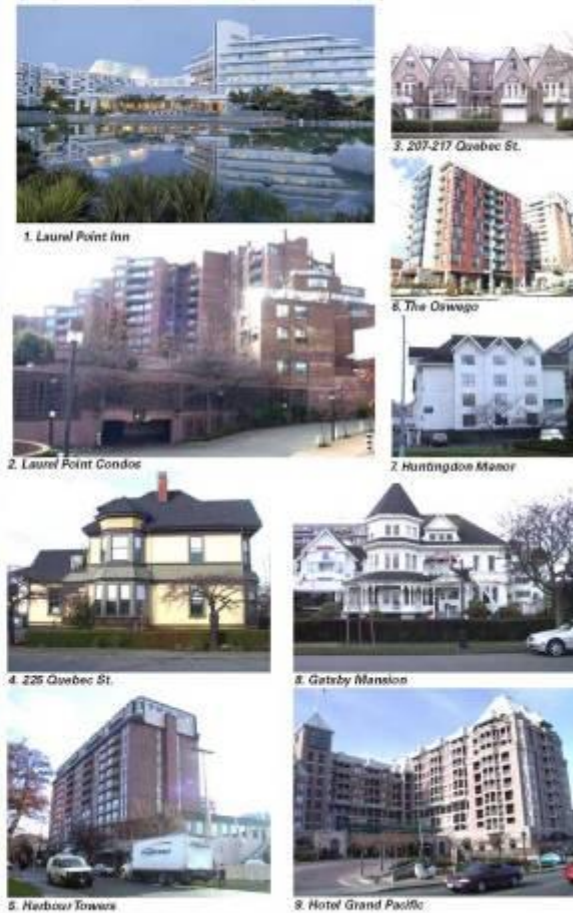 1. Laurel Point Inn
3. 207-217 Quebec St.
6. The Oswego
2. Laurel Point Condos
7. Huntingdon Manor
4. 225 Quebec St.
8. Gatsby Mansion
5. Harbour Towers
9. Hotel Grand Pacific